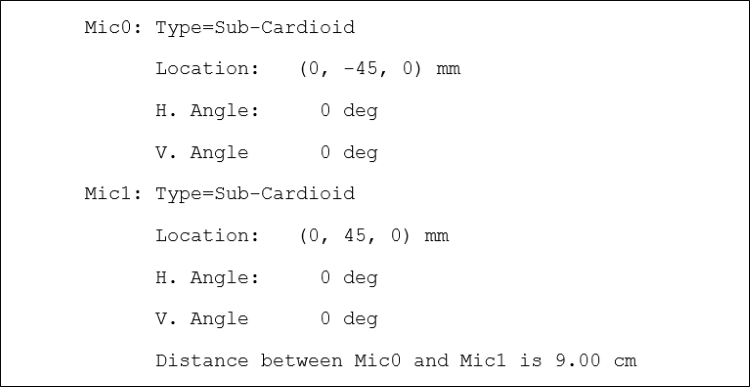 Mic0: Type=Sub-Cardioid
Location: (0, -45, 0) mm
H. Angle: 0 deg
V. Angle 0 deg
Mic1: Type=Sub-Cardioid
Location: (0, 45, 0) mm
H. Angle: 0 deg
V. Angle 0 deg
Distance between Mic0 and Mic1 is 9.00 cm